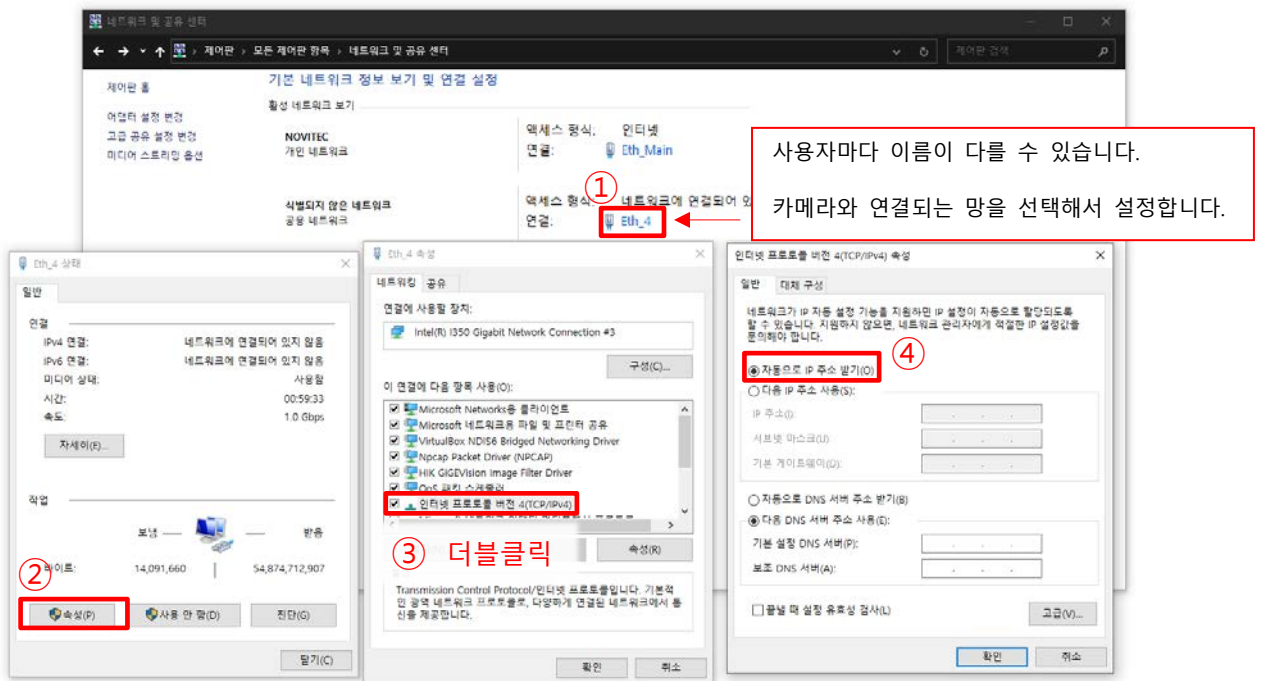 네트워크 및 공유 센터
제어판 > 모든 제어판 항목 > 네트워크 및 공유 센터
제어판 검색
제어판 홈
어댑터 설정 변경
고급 공유 설정 변경
미디어 스트리밍 옵션
기본 네트워크 정보 보기 및 연결 설정
활성 네트워크 보기
NOVITEC
개인 네트워크
액세스 형식: 인터넷
연결: Eth_Main
식별되지 않은 네트워크
공용 네트워크
①
액세스 형식: 네트워크에 연결되어 있
연결: Eth_4
사용자마다 이름이 다를 수 있습니다.
카메라와 연결되는 망을 선택해서 설정합니다.
Eth_4 상태
일반
연결
IPv4 연결: 네트워크에 연결되어 있지 않음
IPv6 연결: 네트워크에 연결되어 있지 않음
미디어 상태: 사용함
시간: 00:59:33
속도: 1.0 Gbps
자세히(E)...
작업
보냄 — — 받음
②
바이트: 14,091,660 | 54,874,712,907
속성(P)
사용 안 함(D)
진단(G)
닫기(C)
Eth_4 속성
네트워킹 공유
연결에 사용할 장치:
Intel(R) I350 Gigabit Network Connection #3
구성(C)...
이 연결에 다음 항목 사용(O):
Microsoft Networks용 클라이언트
Microsoft 네트워크용 파일 및 프린터 공유
VirtualBox NDIS6 Bridged Networking Driver
Npcap Packet Driver (NPCAP)
HIK GIGEVision Image Filter Driver
QoS 패킷 스케줄러
인터넷 프로토콜 버전 4(TCP/IPv4)
③ 더블클릭
속성(R)
Transmission Control Protocol/인터넷 프로토콜입니다. 기본적
인 광역 네트워크 프로토콜로, 다양하게 연결된 네트워크에서 통
신을 제공합니다.
확인
취소
인터넷 프로토콜 버전 4(TCP/IPv4) 속성
일반 대체 구성
네트워크가 IP 자동 설정 기능을 지원하면 IP 설정이 자동으로 할당되도록
할 수 있습니다. 지원하지 않으면, 네트워크 관리자에게 적절한 IP 설정값을
문의해야 합니다.
④
자동으로 IP 주소 받기(O)
다음 IP 주소 사용(S):
IP 주소(I):
서브넷 마스크(U)
기본 게이트웨이(D):
자동으로 DNS 서버 주소 받기(B)
다음 DNS 서버 주소 사용(E):
기본 설정 DNS 서버(P):
보조 DNS 서버(A):
끝낼 때 설정 유효성 검사(L)
고급(V)...
확인
취소